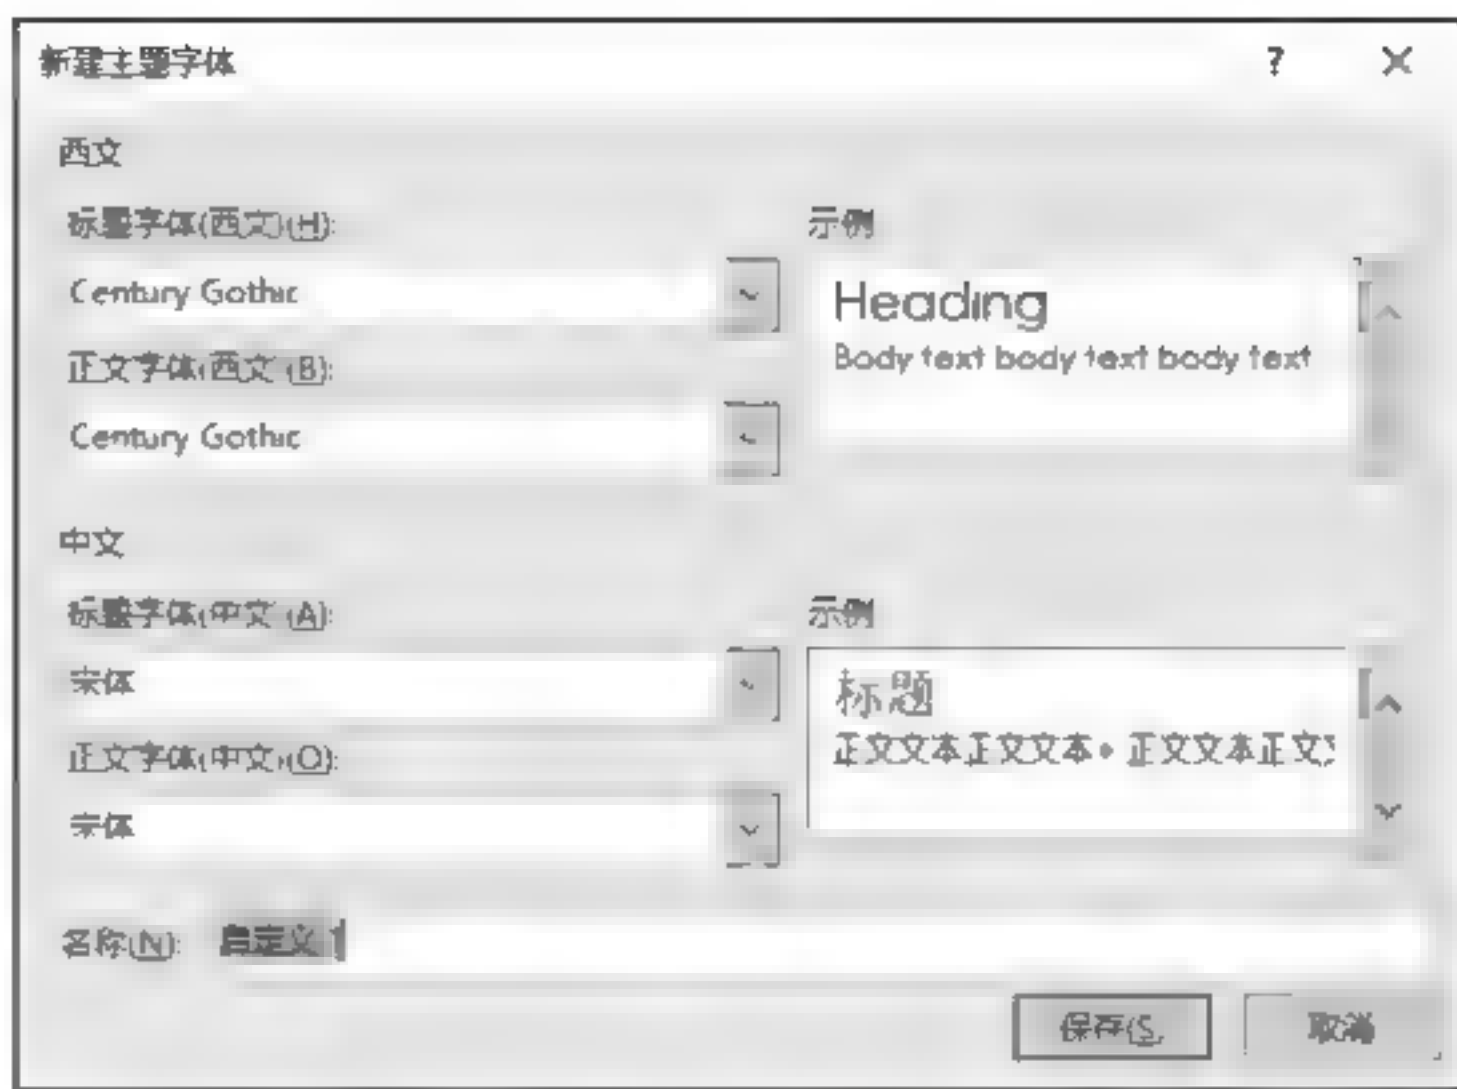 新建主题字体
西文
标题字体(西文)(H):
示例
Century Gothic
Heading
正文字体(西文)(B):
Body text body text body text
Century Gothic
中文
标题字体(中文)(A):
示例
宋体
标题
正文字体(中文)(O):
正文文本正文文本。正文文本正文文
宋体
名称(N): 自定义 1
保存(S)
取消